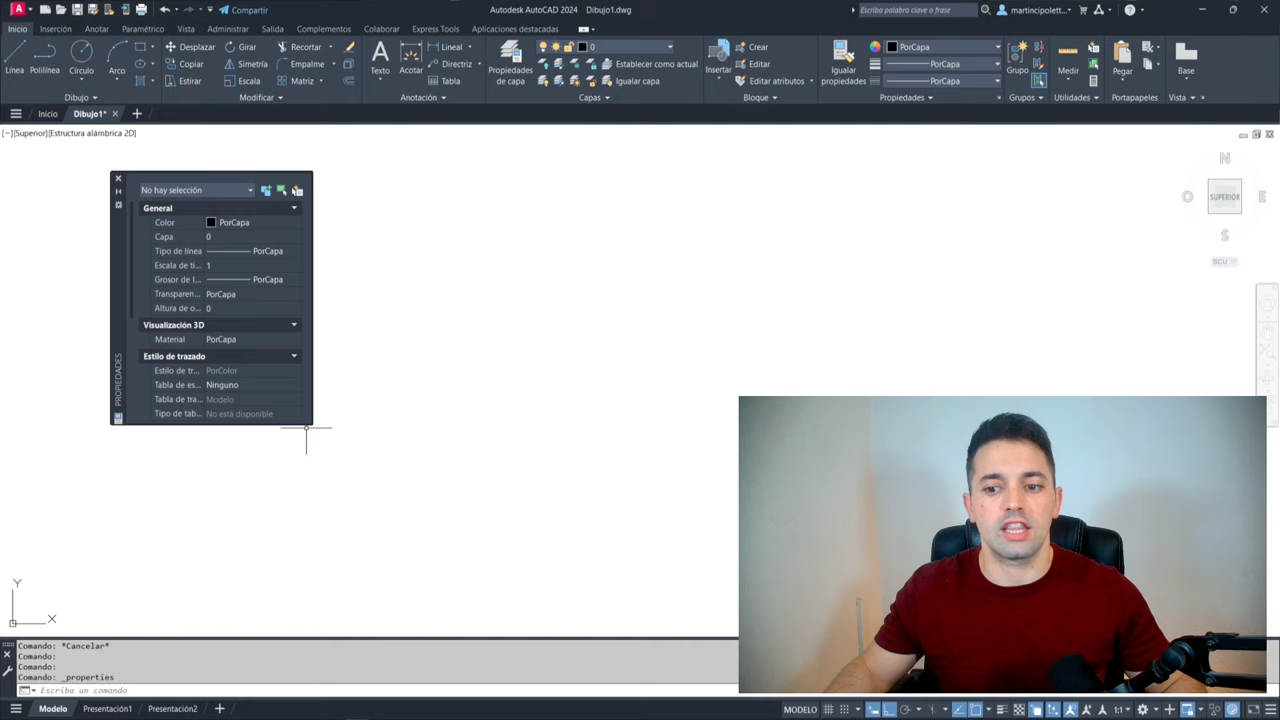 Compartir
Autodesk AutoCAD 2024 Dibujo1.dwg
Escriba palabra clave o frase
martincipolett...
Inicio Inserción Anotar Paramétrico Vista Administrar Salida Complementos Colaborar Express Tools Aplicaciones destacadas
Línea Polilínea Círculo Arco
Desplazar Girar Recortar
Copiar Simetría Empalme
Estirar Escala Matriz
Texto Acotar
Lineal
Directriz
Tabla
Propiedades
de capa
0
Establecer como actual
Igualar capa
Insertar
Crear
Editar
Editar atributos
Igualar
propiedades
PorCapa
PorCapa
PorCapa
Grupo
Medir
Pegar
Base
Dibujo Modificar Anotación Capas Bloque Propiedades Grupos Utilidades Portapapeles Vista
Inicio Dibujo1*
[−][Superior][Estructura alámbrica 2D]
N
O SUPERIOR E
S
SCU
No hay selección
General
Color PorCapa
Capa 0
Tipo de línea PorCapa
Escala de ti... 1
Grosor de l... PorCapa
Transparen... PorCapa
Altura de o... 0
Visualización 3D
Material PorCapa
Estilo de trazado
Estilo de tr... PorColor
Tabla de es... Ninguno
Tabla de tra... Modelo
Tipo de tab... No está disponible
PROPIEDADES
Y
X
Comando: *Cancelar*
Comando:
Comando:
Comando: _properties
Escriba un comando
Modelo Presentación1 Presentación2
MODELO
1:1